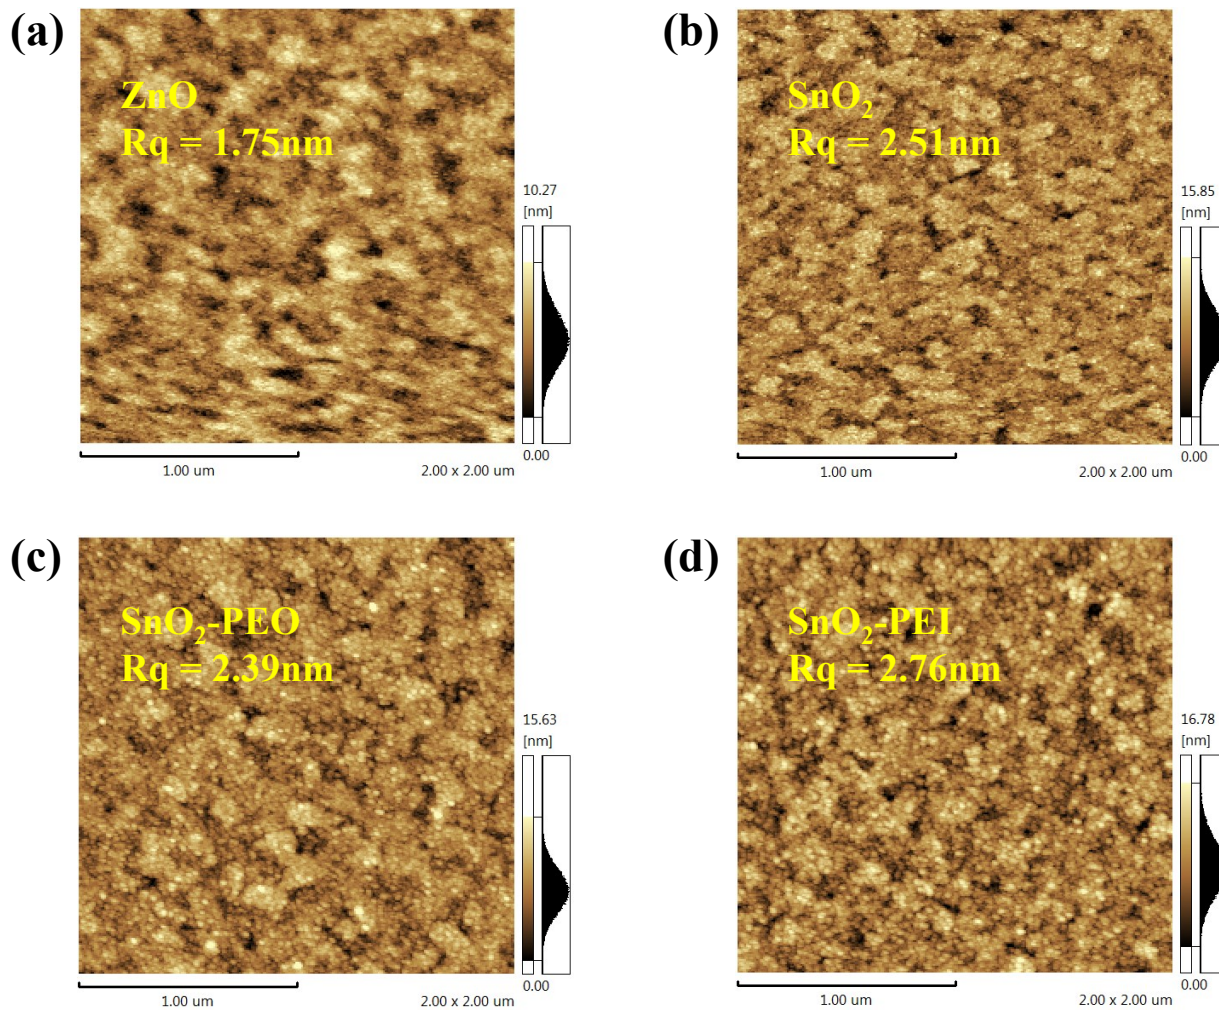 (a)
ZnO
Rq = 1.75nm
10.27
[nm]
0.00
1.00 um
2.00 x 2.00 um
(b)
SnO₂
Rq = 2.51nm
15.85
[nm]
0.00
1.00 um
2.00 x 2.00 um
(c)
SnO₂-PEO
Rq = 2.39nm
15.63
[nm]
0.00
1.00 um
2.00 x 2.00 um
(d)
SnO₂-PEI
Rq = 2.76nm
16.78
[nm]
0.00
1.00 um
2.00 x 2.00 um